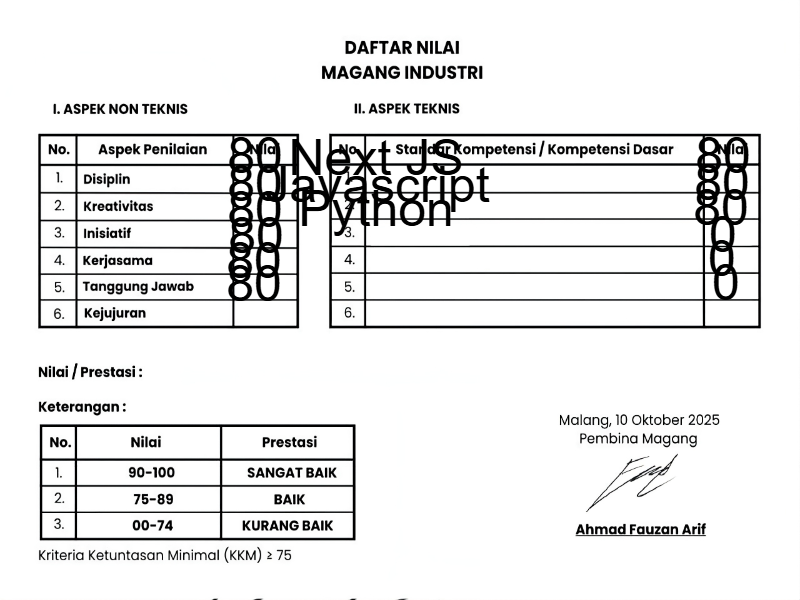 DAFTAR NILAI
MAGANG INDUSTRI
I. ASPEK NON TEKNIS
No. Aspek Penilaian Nilai
80
1. Disiplin 80
2. Kreativitas 80
3. Inisiatif 80
4. Kerjasama 80
5. Tanggung Jawab 80
6. Kejujuran
II. ASPEK TEKNIS
No. Standar Kompetensi / Kompetensi Dasar Nilai
Next JS 80
Javascript 80
2. Python 80
3. 0
4. 0
5. 0
6.
Nilai / Prestasi :
Keterangan :
No. Nilai Prestasi
1. 90-100 SANGAT BAIK
2. 75-89 BAIK
3. 00-74 KURANG BAIK
Kriteria Ketuntasan Minimal (KKM) ≥ 75
Malang, 10 Oktober 2025
Pembina Magang
Ahmad Fauzan Arif